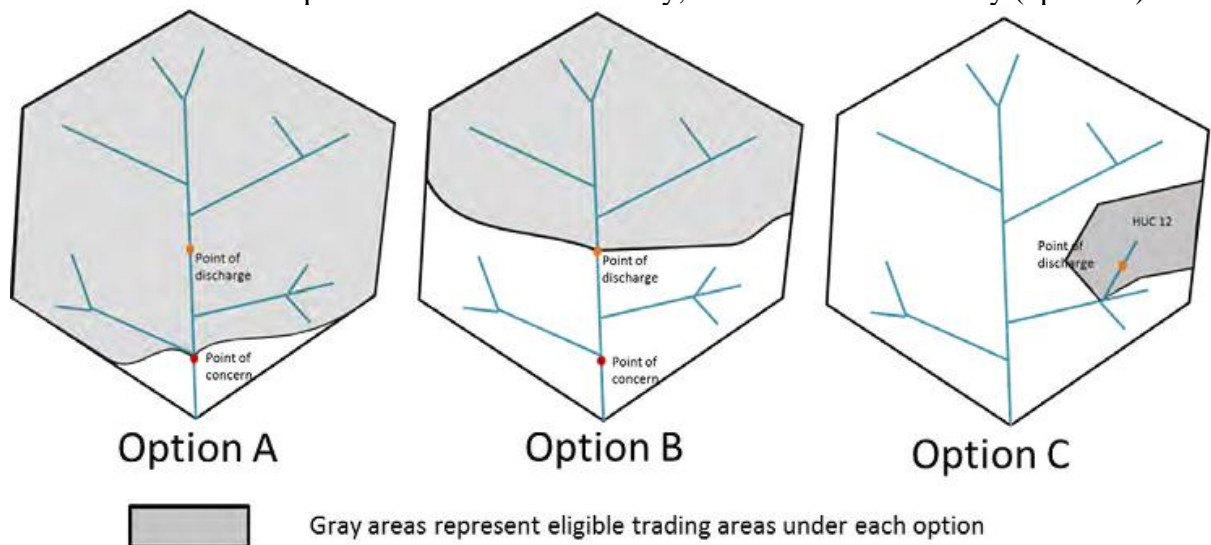 Point of
discharge
Point of
concern
Option A
Point of
discharge
Point of
concern
Option B
HUC 12
Point of
discharge
Option C
Gray areas represent eligible trading areas under each option